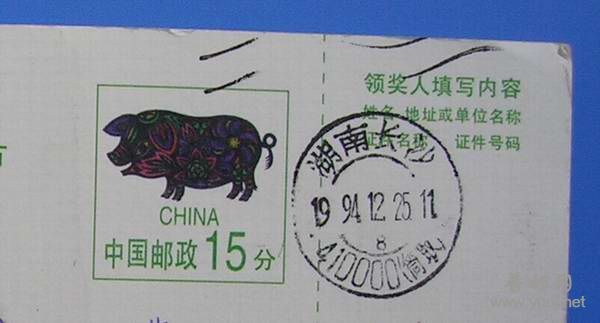 领奖人填写内容
姓名 地址或单位名称
证件名称 证件号码
CHINA
中国邮政 15 分
湖南长沙
19 94.12.25.11
8
410000